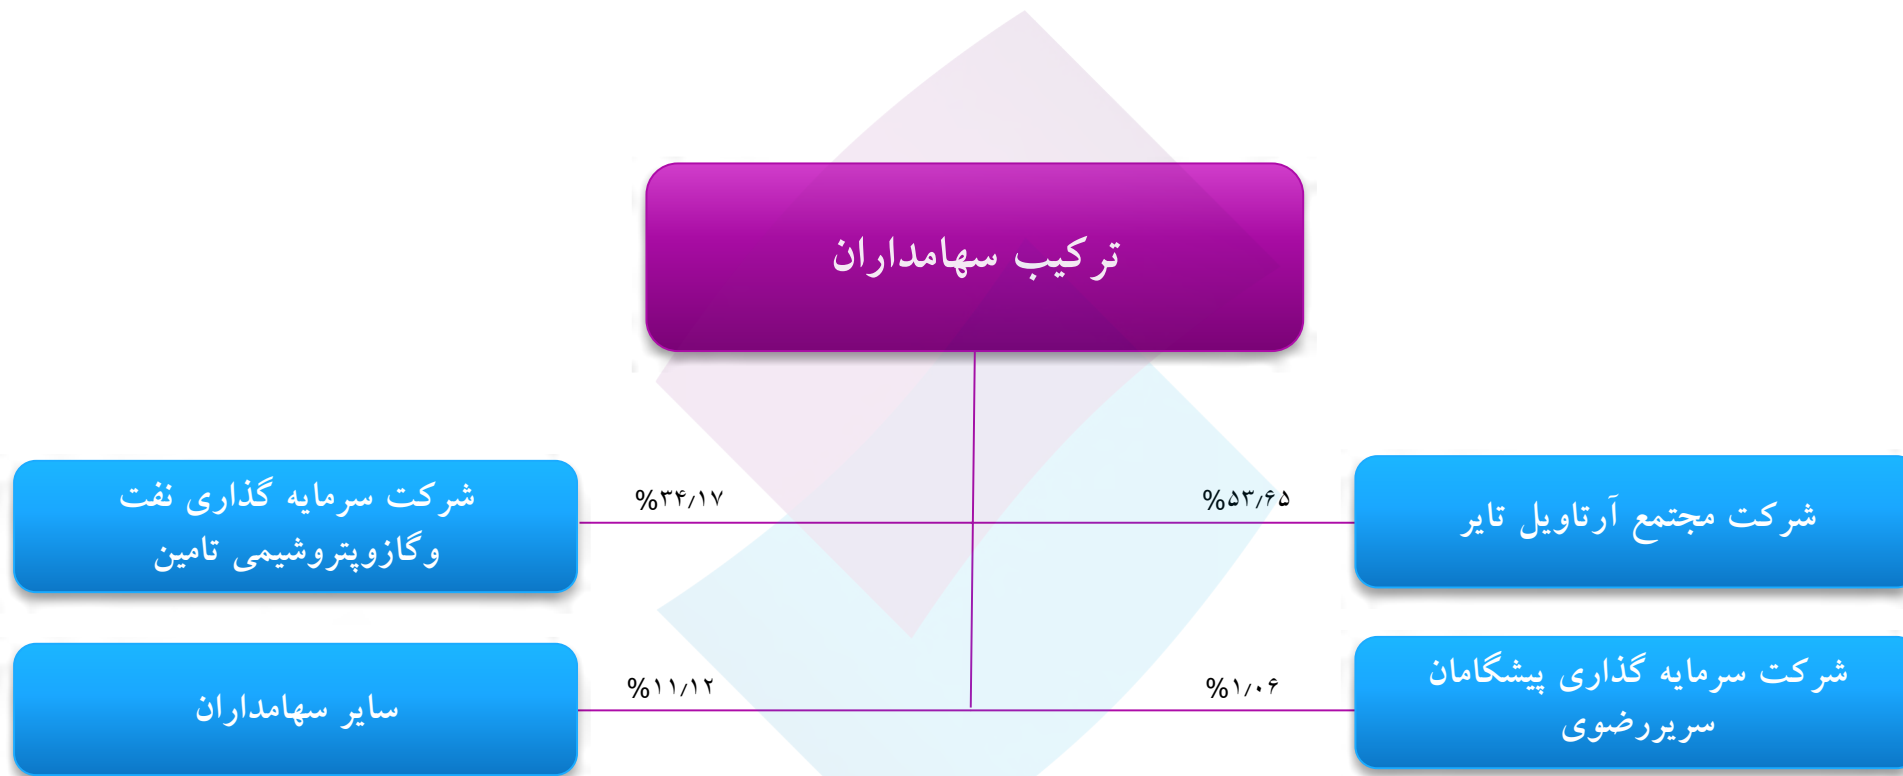 ترکیب سهامداران
شرکت مجتمع آرتاویل تایر
%۵۳٫۶۵
%۳۴٫۱۷
شرکت سرمایه گذاری نفت
وگازوپتروشیمی تامین
شرکت سرمایه گذاری پیشگامان
سریررضوی
%۱٫۰۶
%۱۱٫۱۲
سایر سهامداران